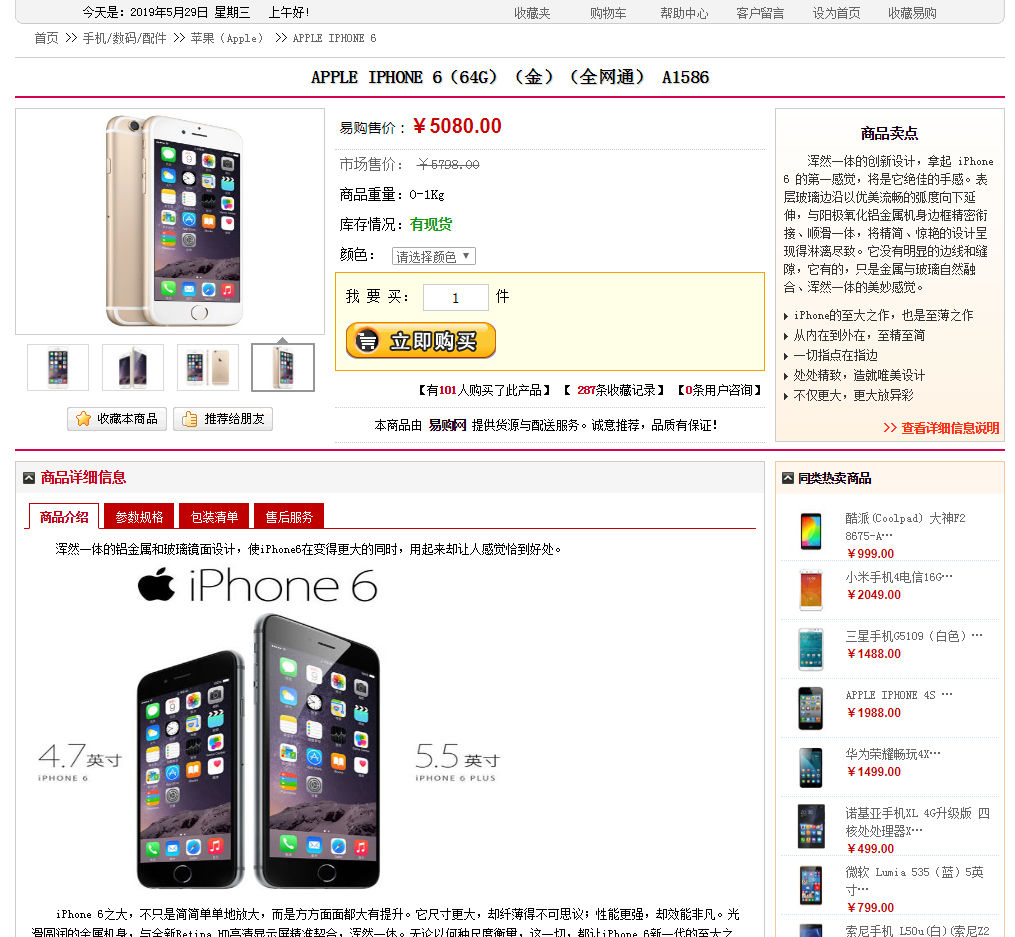 今天是：2019年5月29日 星期三 上午好！
收藏夹 购物车 帮助中心 客户留言 设为首页 收藏易购
首页 >> 手机/数码/配件 >> 苹果（Apple） >> APPLE IPHONE 6
APPLE IPHONE 6（64G）（金）（全网通） A1586
易购售价：￥5080.00
市场售价：￥5798.00
商品重量：0-1Kg
库存情况：有现货
颜色：请选择颜色
我 要 买：1 件
立即购买
【有101人购买了此产品】【 287条收藏记录】【0条用户咨询】
本商品由 易购网 提供货源与配送服务。诚意推荐，品质有保证！
收藏本商品 推荐给朋友
商品卖点
浑然一体的创新设计，拿起 iPhone
6 的第一感觉，将是它绝佳的手感。表
层玻璃边沿以优美流畅的弧度向下延
伸，与阳极氧化铝金属机身边框精密衔
接、顺滑一体，将精简、惊艳的设计呈
现得淋漓尽致。它没有明显的边线和缝
隙，它有的，只是金属与玻璃自然融
合、浑然一体的美妙感觉。
iPhone的至大之作，也是至薄之作
从内在到外在，至精至简
一切指点在指边
处处精致，造就唯美设计
不仅更大，更大放异彩
>> 查看详细信息说明
商品详细信息
商品介绍 参数规格 包装清单 售后服务
浑然一体的铝金属和玻璃镜面设计，使iPhone6在变得更大的同时，用起来却让人感觉恰到好处。
iPhone 6
4.7英寸
iPHONE 6
5.5 英寸
iPHONE 6 PLUS
iPhone 6之大，不只是简简单单地放大，而是方方面面都大有提升。它尺寸更大，却纤薄得不可思议；性能更强，却效能非凡。光
滑圆润的金属机身，与全新Retina HD高清显示屏精准契合，浑然一体。无论以何种尺度衡量，这一切，都让iPhone 6新一代的至大之
同类热卖商品
酷派(Coolpad) 大神F2
8675-A…
￥999.00
小米手机4电信16G…
￥2049.00
三星手机G5109（白色）…
￥1488.00
APPLE IPHONE 4S …
￥1988.00
华为荣耀畅玩4X…
￥1499.00
诺基亚手机XL 4G升级版 四
核处处理器X…
￥499.00
微软 Lumia 535（蓝）5英
寸…
￥799.00
索尼手机 L50u(白)(索尼Z2